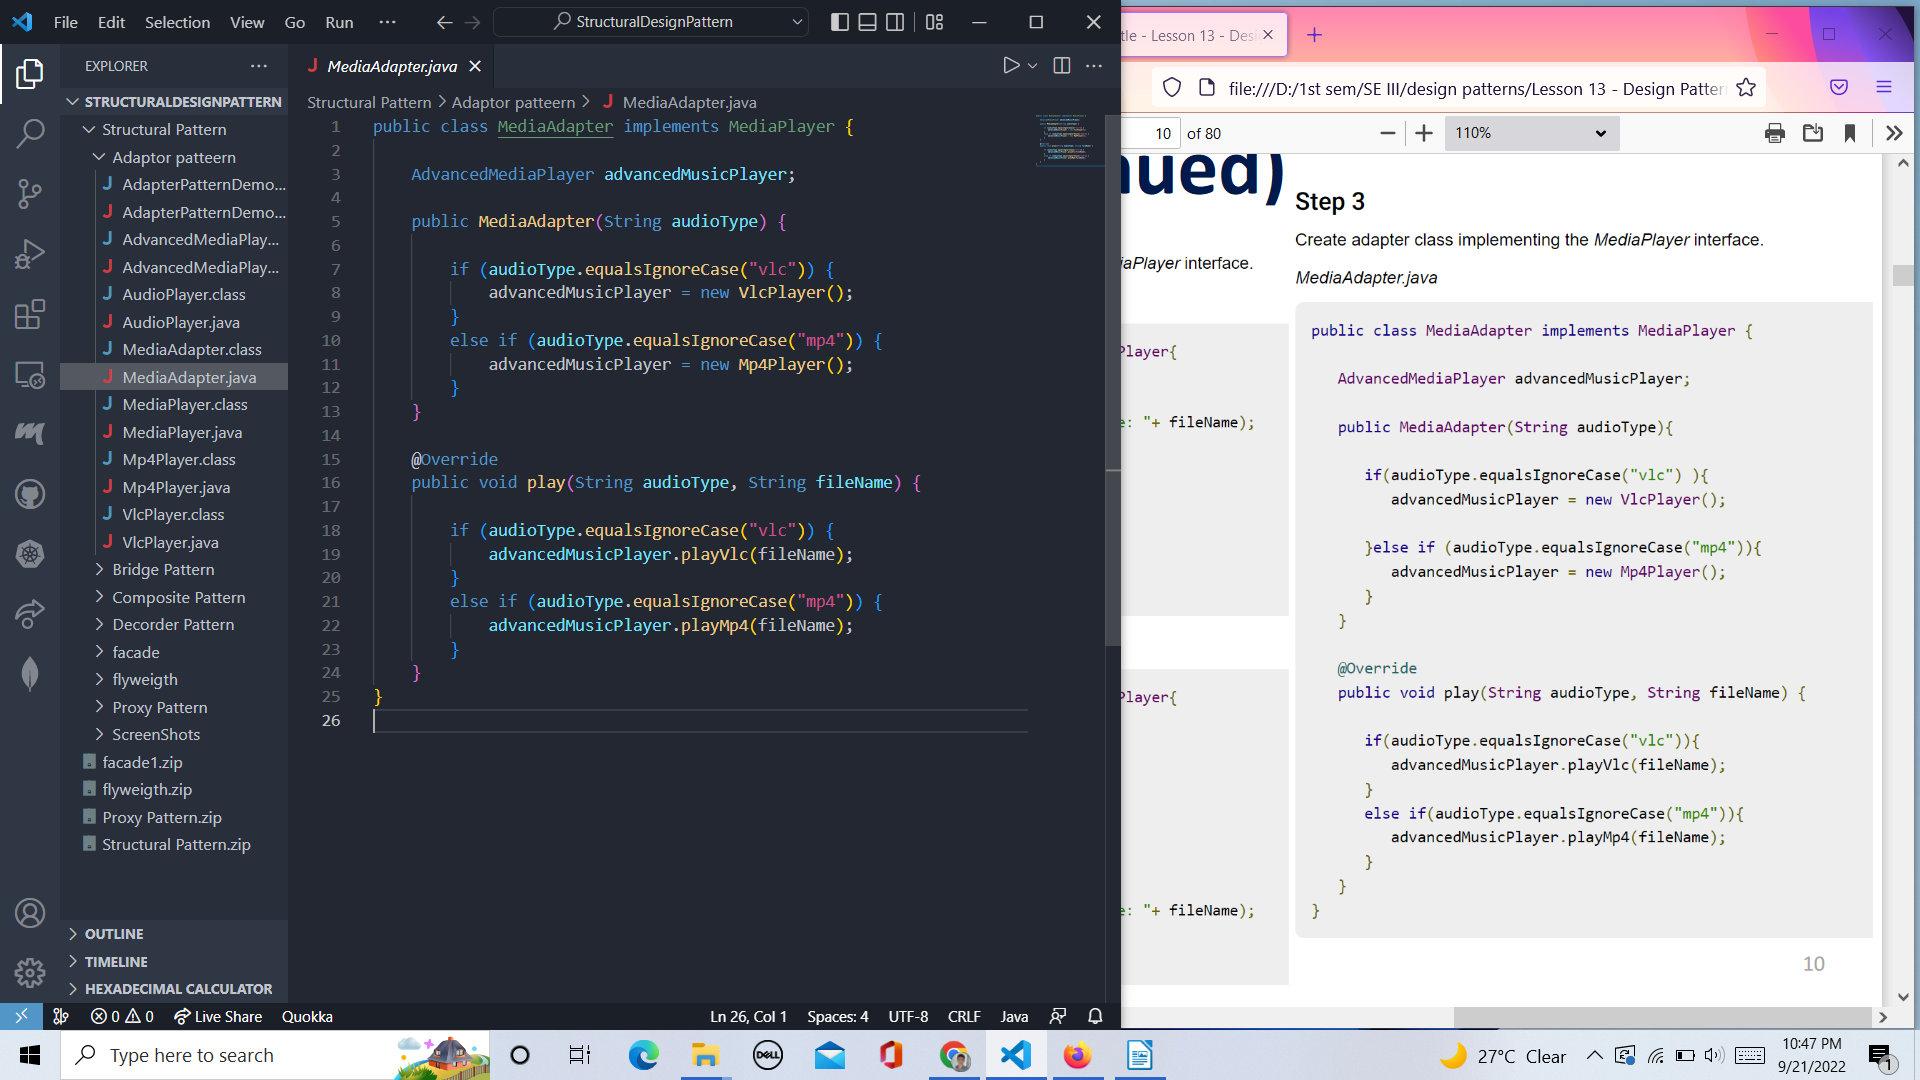 File Edit Selection View Go Run ··· StructuralDesignPattern
EXPLORER
STRUCTURALDESIGNPATTERN
Structural Pattern
Adaptor patteern
AdapterPatternDemo...
AdapterPatternDemo...
AdvancedMediaPlay...
AdvancedMediaPlay...
AudioPlayer.class
AudioPlayer.java
MediaAdapter.class
MediaAdapter.java
MediaPlayer.class
MediaPlayer.java
Mp4Player.class
Mp4Player.java
VlcPlayer.class
VlcPlayer.java
Bridge Pattern
Composite Pattern
Decorder Pattern
facade
flyweigth
Proxy Pattern
ScreenShots
facade1.zip
flyweigth.zip
Proxy Pattern.zip
Structural Pattern.zip
OUTLINE
TIMELINE
HEXADECIMAL CALCULATOR
MediaAdapter.java
Structural Pattern > Adaptor patteern > MediaAdapter.java
1 public class MediaAdapter implements MediaPlayer {
2
3 AdvancedMediaPlayer advancedMusicPlayer;
4
5 public MediaAdapter(String audioType) {
6
7 if (audioType.equalsIgnoreCase("vlc")) {
8 advancedMusicPlayer = new VlcPlayer();
9 }
10 else if (audioType.equalsIgnoreCase("mp4")) {
11 advancedMusicPlayer = new Mp4Player();
12 }
13 }
14
15 @Override
16 public void play(String audioType, String fileName) {
17
18 if (audioType.equalsIgnoreCase("vlc")) {
19 advancedMusicPlayer.playVlc(fileName);
20 }
21 else if (audioType.equalsIgnoreCase("mp4")) {
22 advancedMusicPlayer.playMp4(fileName);
23 }
24 }
25 }
26
0 0 Live Share Quokka Ln 26, Col 1 Spaces: 4 UTF-8 CRLF Java
tle - Lesson 13 - Desi
file:///D:/1st sem/SE III/design patterns/Lesson 13 - Design Patter
10 of 80 110%
nued)
iaPlayer interface.
Player{
e: "+ fileName);
Player{
e: "+ fileName);
Step 3
Create adapter class implementing the MediaPlayer interface.
MediaAdapter.java
public class MediaAdapter implements MediaPlayer {
AdvancedMediaPlayer advancedMusicPlayer;
public MediaAdapter(String audioType){
if(audioType.equalsIgnoreCase("vlc") ){
advancedMusicPlayer = new VlcPlayer();
}else if (audioType.equalsIgnoreCase("mp4")){
advancedMusicPlayer = new Mp4Player();
}
}
@Override
public void play(String audioType, String fileName) {
if(audioType.equalsIgnoreCase("vlc")){
advancedMusicPlayer.playVlc(fileName);
}
else if(audioType.equalsIgnoreCase("mp4")){
advancedMusicPlayer.playMp4(fileName);
}
}
}
10
Type here to search
DELL
27°C Clear
10:47 PM
9/21/2022
1